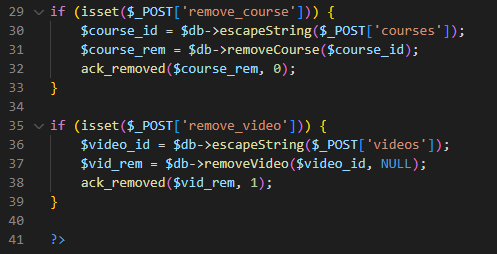 29 if (isset($_POST['remove_course'])) {
30 $course_id = $db->escapeString($_POST['courses']);
31 $course_rem = $db->removeCourse($course_id);
32 ack_removed($course_rem, 0);
33 }
34
35 if (isset($_POST['remove_video'])) {
36 $video_id = $db->escapeString($_POST['videos']);
37 $vid_rem = $db->removeVideo($video_id, NULL);
38 ack_removed($vid_rem, 1);
39 }
40
41 ?>